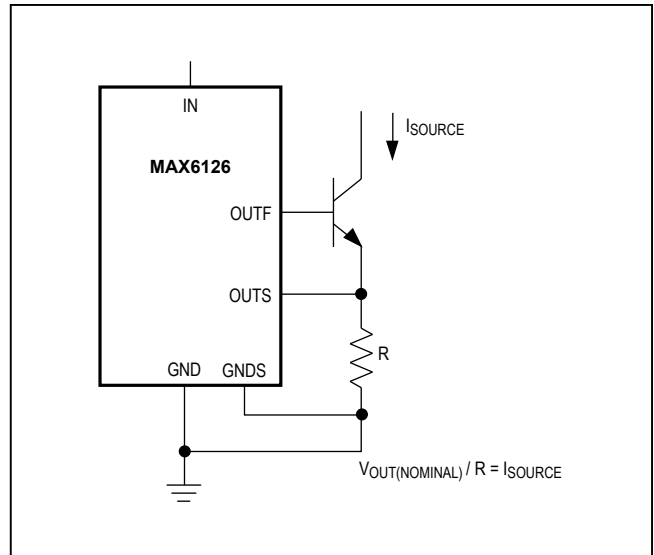 IN
MAX6126
ISOURCE
OUTF
OUTS
R
GND GNDS
VOUT(NOMINAL) / R = ISOURCE